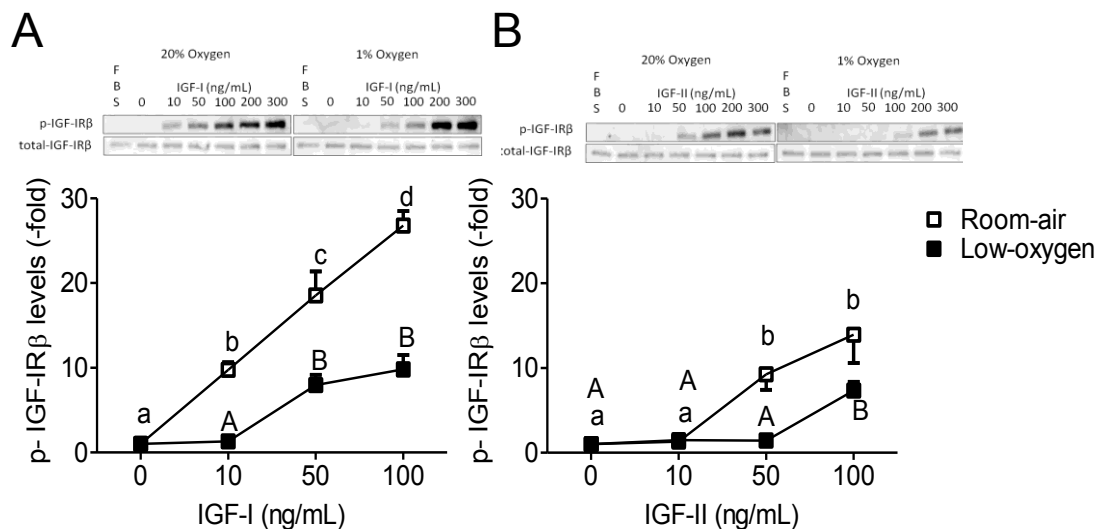 A
20% Oxygen
1% Oxygen
F
B
S
IGF-I (ng/mL)
0 10 50 100 200 300
F
B
S
IGF-I (ng/mL)
0 10 50 100 200 300
p-IGF-IRβ
total-IGF-IRβ
p- IGF-IRβ levels (-fold)
30
20
10
0
a
b
c
d
A
B
B
0 10 50 100
IGF-I (ng/mL)
B
20% Oxygen
1% Oxygen
F
B
S
IGF-II (ng/mL)
0 10 50 100 200 300
F
B
S
IGF-II (ng/mL)
0 10 50 100 200 300
p-IGF-IRβ
total-IGF-IRβ
p- IGF-IRβ levels (-fold)
30
20
10
0
A
a
A
a
b
A
b
B
0 10 50 100
IGF-II (ng/mL)
Room-air
Low-oxygen